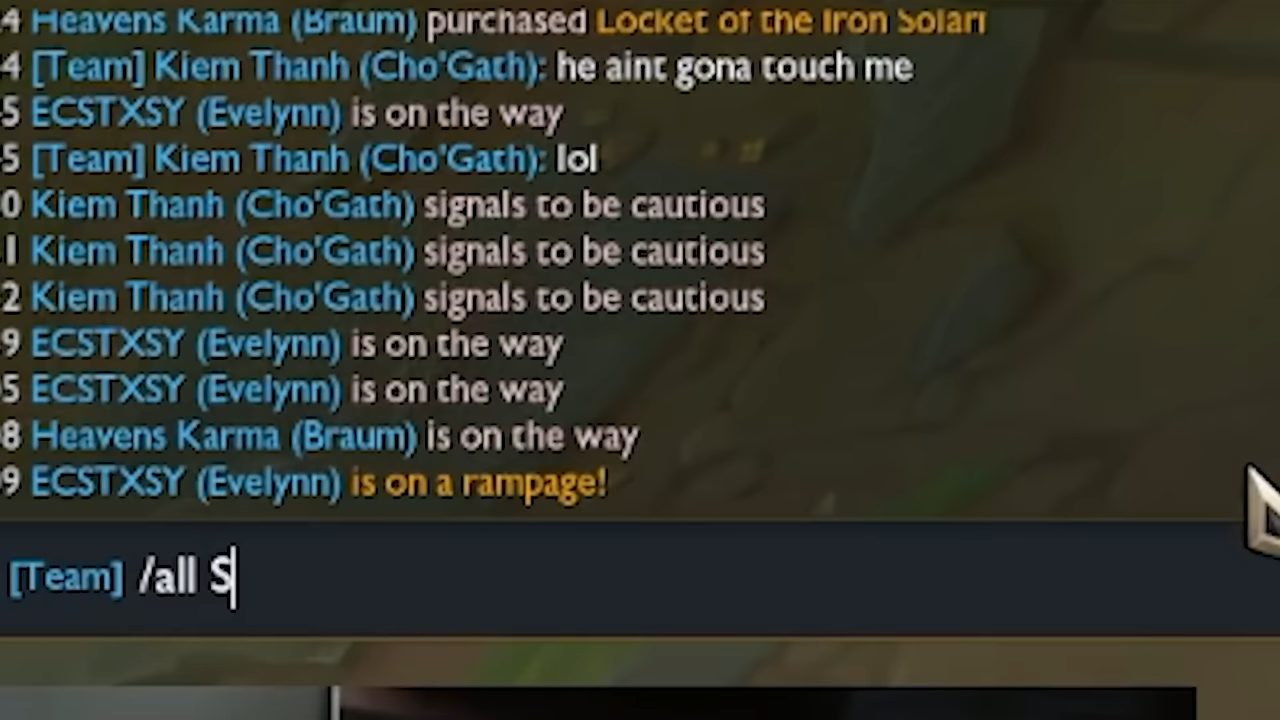 4 Heavens Karma (Braum) purchased Locket of the Iron Solari
4 [Team] Kiem Thanh (Cho'Gath): he aint gona touch me
5 ECSTXSY (Evelynn) is on the way
5 [Team] Kiem Thanh (Cho'Gath): lol
0 Kiem Thanh (Cho'Gath) signals to be cautious
1 Kiem Thanh (Cho'Gath) signals to be cautious
2 Kiem Thanh (Cho'Gath) signals to be cautious
9 ECSTXSY (Evelynn) is on the way
5 ECSTXSY (Evelynn) is on the way
8 Heavens Karma (Braum) is on the way
9 ECSTXSY (Evelynn) is on a rampage!
[Team] /all S